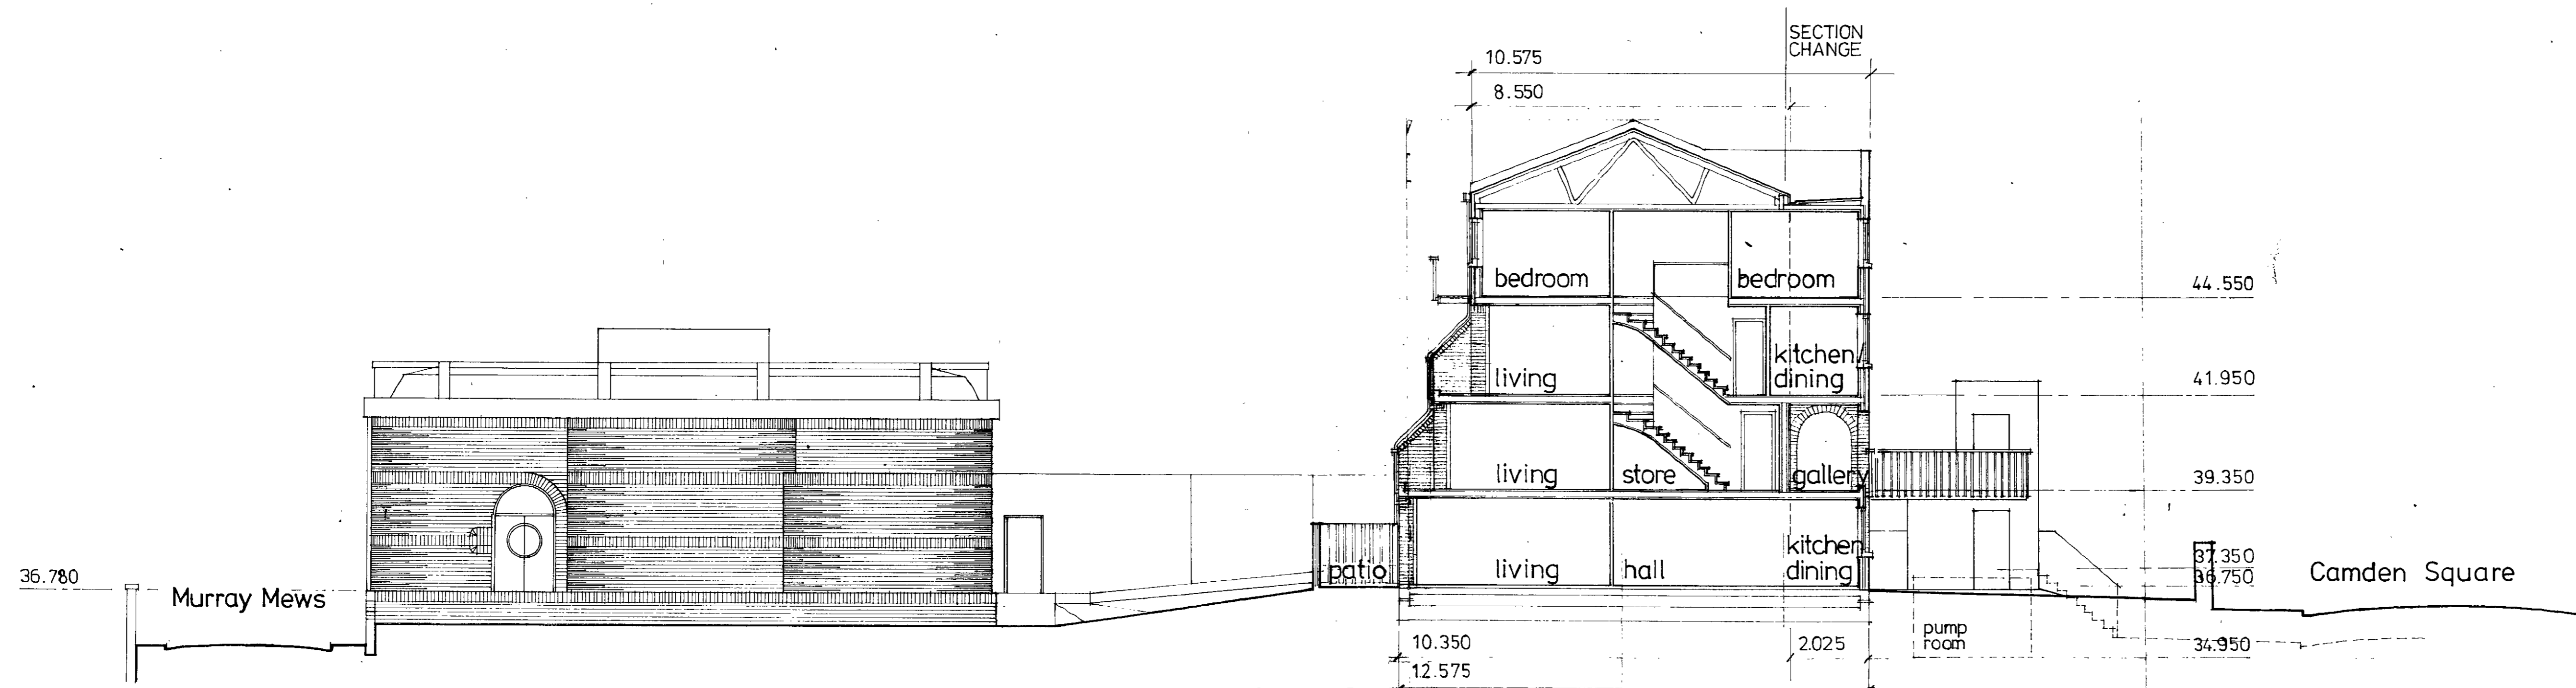 SECTION
CHANGE
10.575
8.550
bedroom
bedroom
44.550
living
kitchen
dining
41.950
living
store
gallery
39.350
36.780
Murray Mews
patio
living
hall
kitchen
dining
37.350
36.750
Camden Square
pump
room
10.350
2.025
34.950
12.575